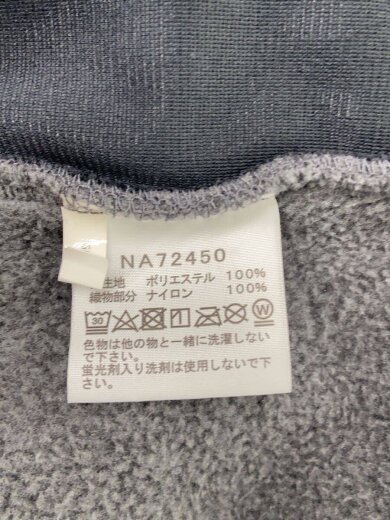 NA72450
生地 ポリエステル 100%
織物部分 ナイロン 100%
30 W
色物は他の物と一緒に洗濯しない
で下さい。
蛍光剤入り洗剤は使用しないで下
さい。